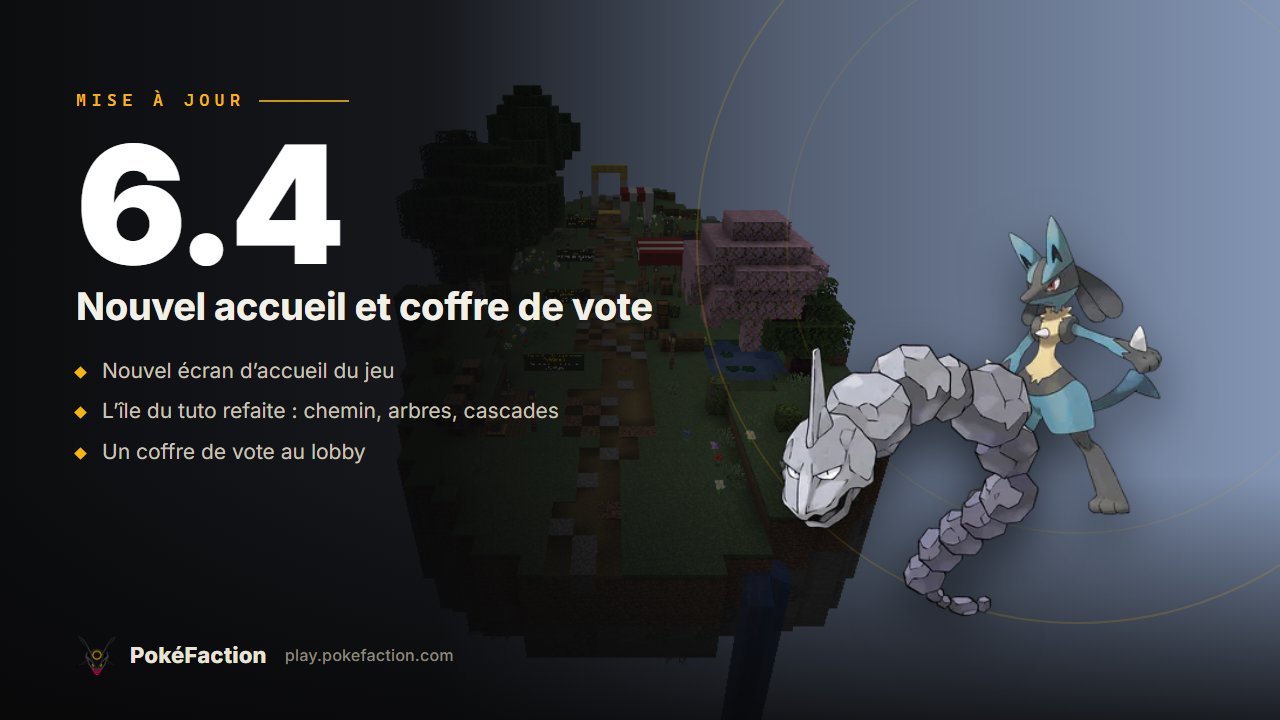 MISE À JOUR
6.4
Nouvel accueil et coffre de vote
Nouvel écran d’accueil du jeu
L’île du tuto refaite : chemin, arbres, cascades
Un coffre de vote au lobby
PokéFaction play.pokefaction.com